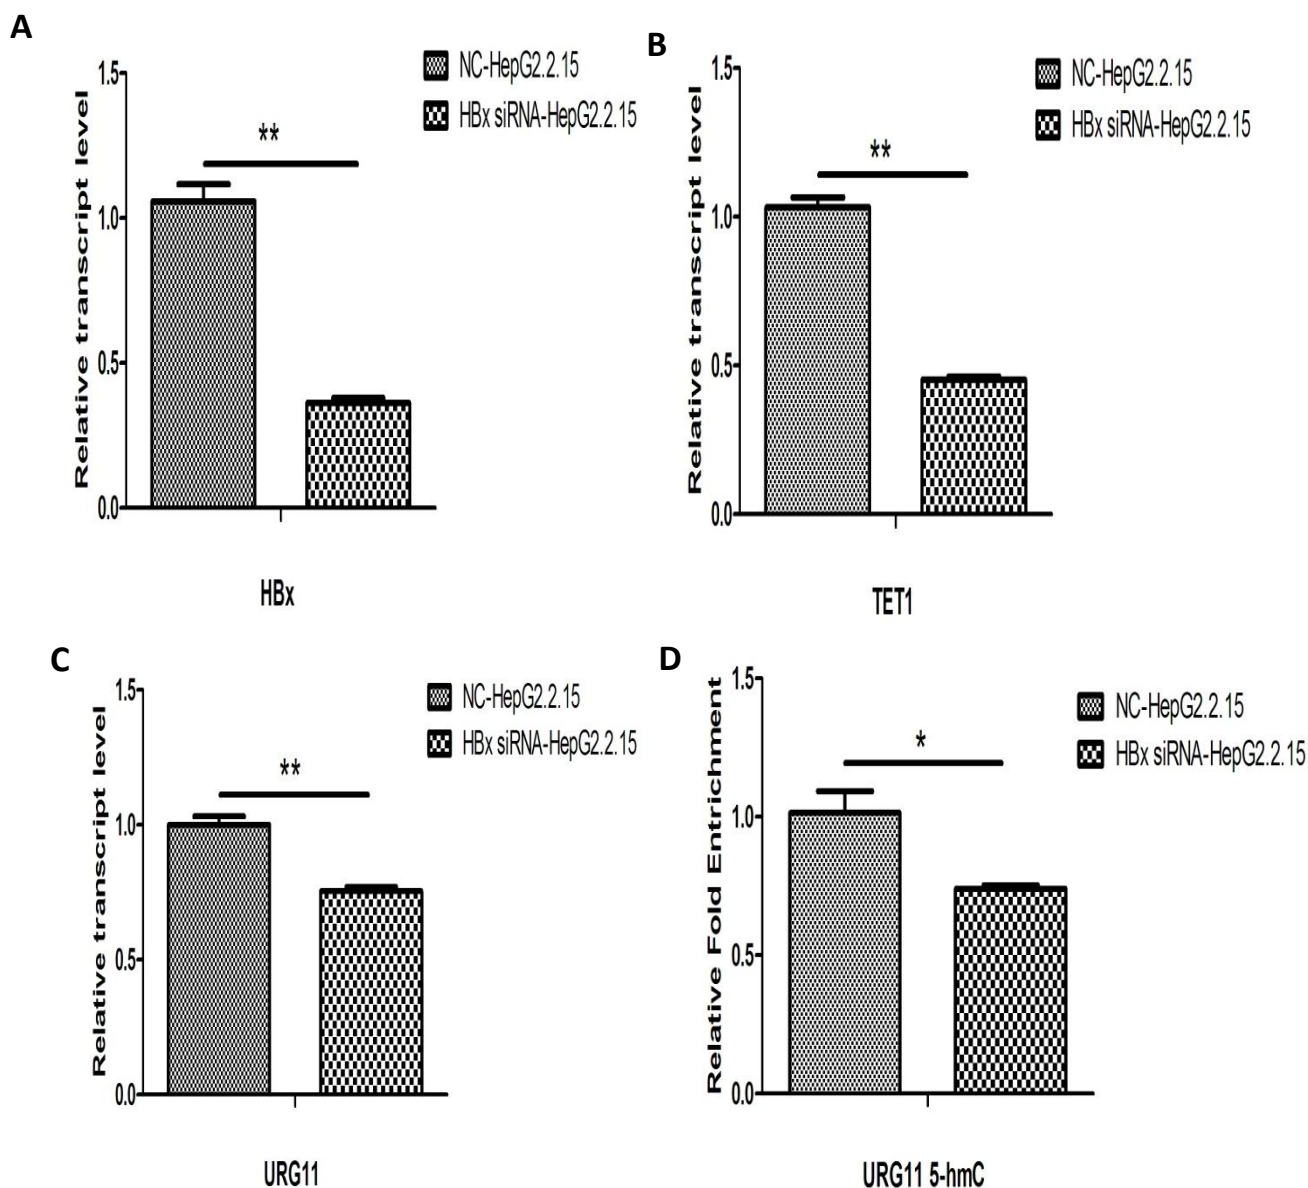 A
NC-HepG2.2.15
HBx siRNA-HepG2.2.15
**
Relative transcript level
1.5
1.0
0.5
0.0
HBx
B
NC-HepG2.2.15
HBx siRNA-HepG2.2.15
**
Relative transcript level
1.5
1.0
0.5
0.0
TET1
C
NC-HepG2.2.15
HBx siRNA-HepG2.2.15
**
Relative transcript level
1.5
1.0
0.5
0.0
URG11
D
NC-HepG2.2.15
HBx siRNA-HepG2.2.15
*
Relative Fold Entrichment
1.5
1.0
0.5
0.0
URG11 5-hmC